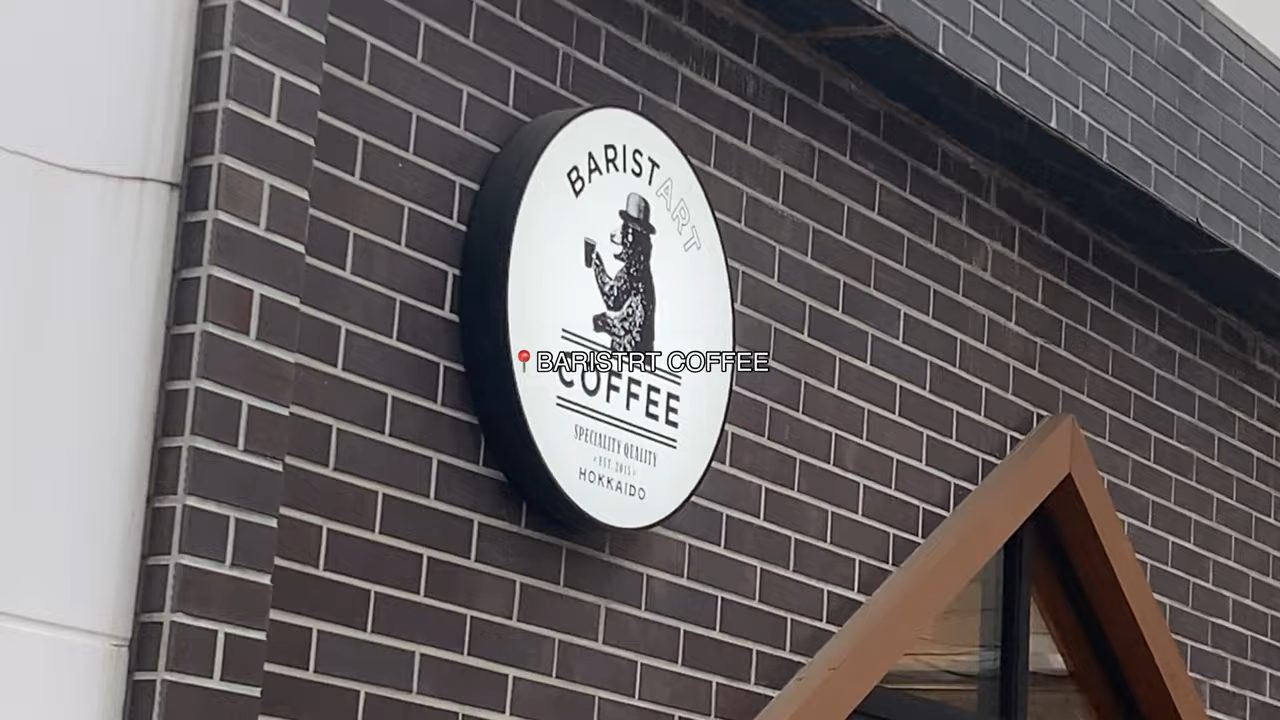 BARISTART
📍BARISTRT COFFEE
COFFEE
SPECIALITY QUALITY
EST. 2015
HOKKAIDO